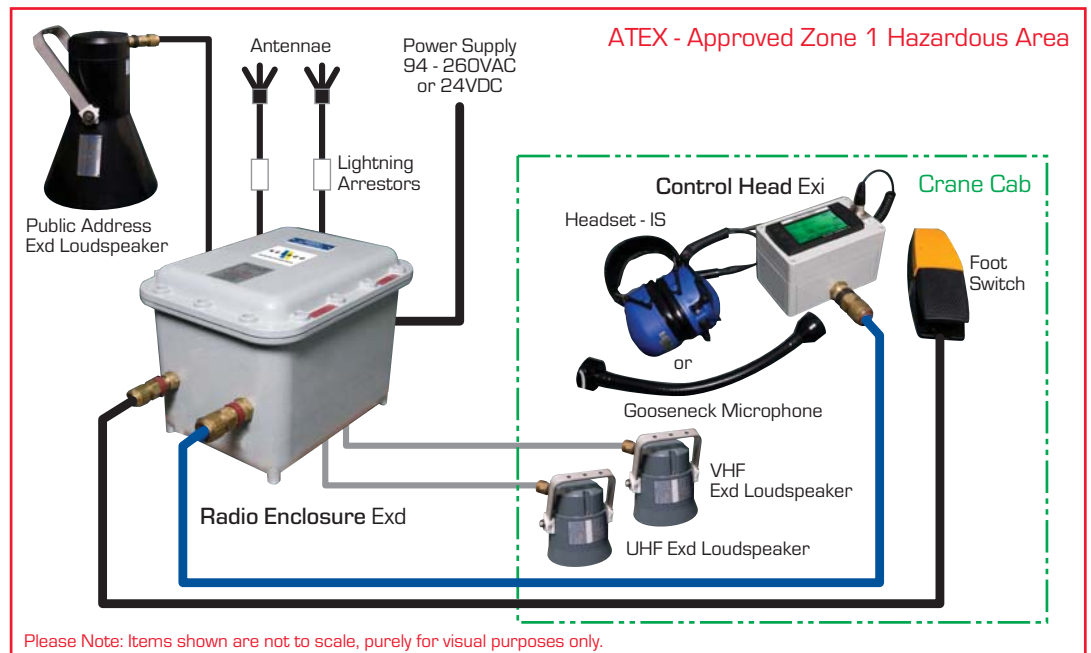 ATEX - Approved Zone 1 Hazardous Area
Antennae
Power Supply
94 - 260VAC
or 24VDC
Lightning
Arrestors
Public Address
Exd Loudspeaker
Control Head Exi
Crane Cab
Headset - IS
Foot
Switch
or
Gooseneck Microphone
VHF
Exd Loudspeaker
Radio Enclosure Exd
UHF Exd Loudspeaker
Please Note: Items shown are not to scale, purely for visual purposes only.